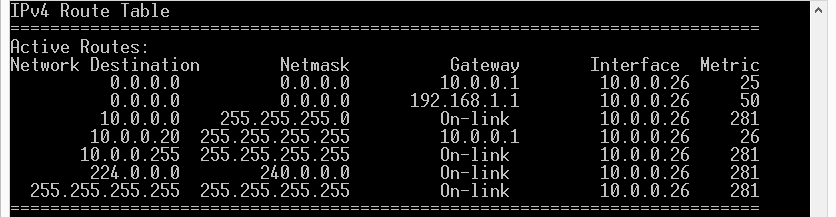 IPv4 Route Table
===========================================================================
Active Routes:
Network Destination        Netmask          Gateway       Interface  Metric
          0.0.0.0          0.0.0.0         10.0.0.1        10.0.0.26     25
          0.0.0.0          0.0.0.0      192.168.1.1        10.0.0.26     50
         10.0.0.0    255.255.255.0         On-link         10.0.0.26    281
        10.0.0.20  255.255.255.255         10.0.0.1        10.0.0.26     26
       10.0.0.255  255.255.255.255         On-link         10.0.0.26    281
        224.0.0.0        240.0.0.0         On-link         10.0.0.26    281
  255.255.255.255  255.255.255.255         On-link         10.0.0.26    281
===========================================================================